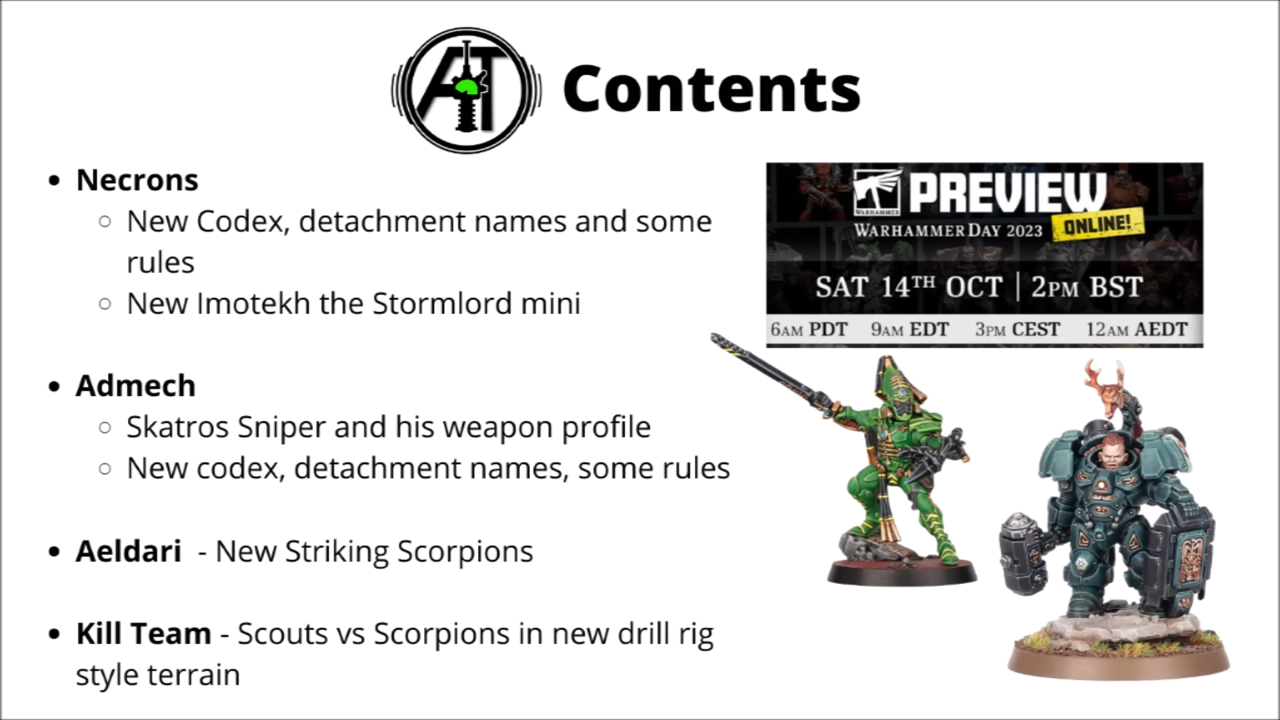 AT Contents
Necrons
New Codex, detachment names and some
rules
New Imotekh the Stormlord mini
Admech
Skatros Sniper and his weapon profile
New codex, detachment names, some rules
Aeldari - New Striking Scorpions
Kill Team - Scouts vs Scorpions in new drill rig
style terrain
WARHAMMER
PREVIEW
WARHAMMER DAY 2023 ONLINE!
SAT 14TH OCT | 2PM BST
6AM PDT 9AM EDT 3PM CEST 12AM AEDT